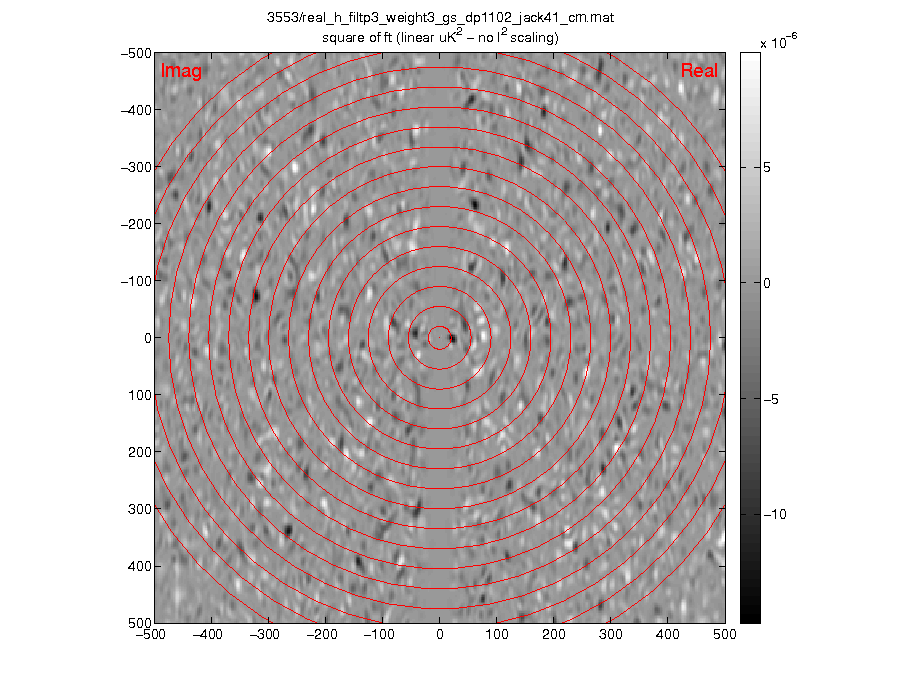 3553/real_h_filtp3_weight3_gs_dp1102_jack41_cm.mat
square of ft (linear uK² − no l² scaling)
x 10⁻⁶
Imag
Real
−500
−400
−300
−200
−100
0
100
200
300
400
500
−500 −400 −300 −200 −100 0 100 200 300 400 500
5
0
−5
−10